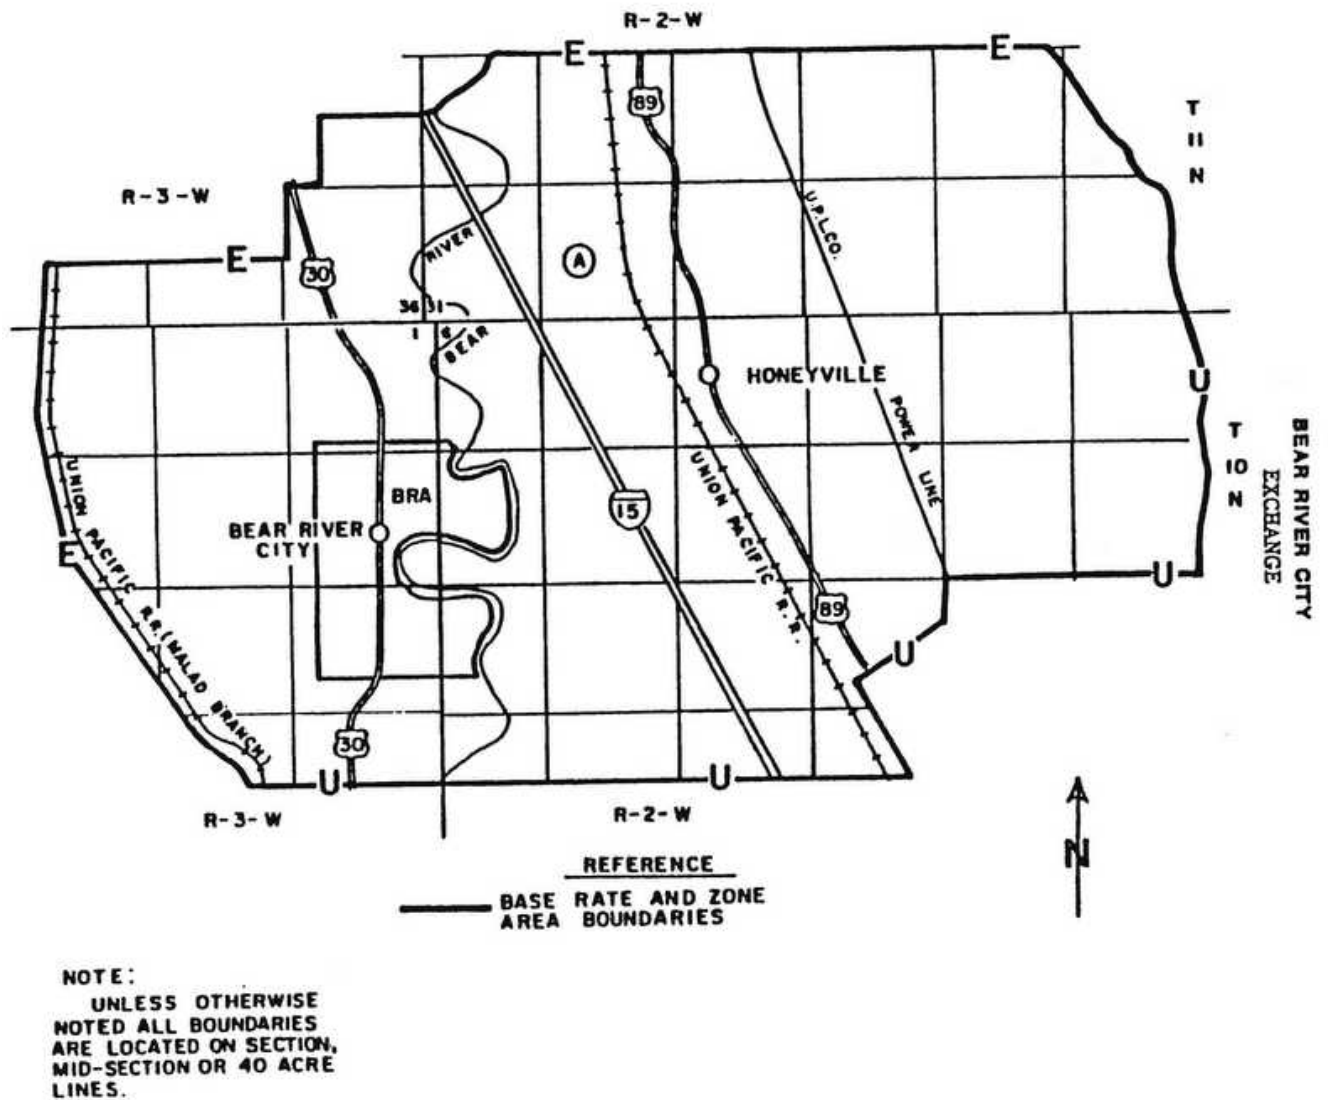 R-2-W
E
E
89
T
11
N
R-3-W
U.P.L.CO.
RIVER
A
E
30
36 31
1 6
BEAR
HONEYVILLE
U
POWER LINE
T
10
N
BEAR RIVER CITY
EXCHANGE
UNION PACIFIC R.R. (MALAD BRANCH)
BRA
UNION PACIFIC R.R.
15
BEAR RIVER
CITY
E
U
89
U
30
U
U
R-3-W
R-2-W
N
REFERENCE
BASE RATE AND ZONE
AREA BOUNDARIES
NOTE:
UNLESS OTHERWISE
NOTED ALL BOUNDARIES
ARE LOCATED ON SECTION,
MID-SECTION OR 40 ACRE
LINES.